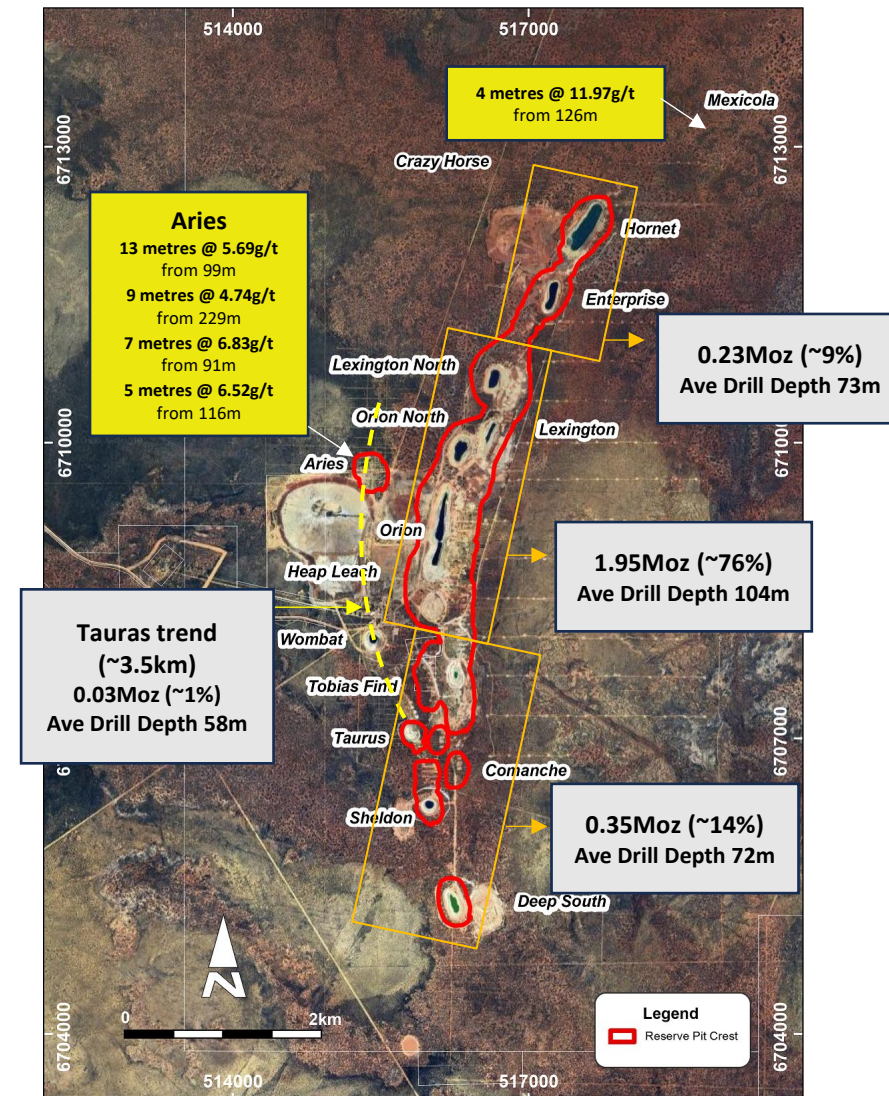 514000
517000
4 metres @ 11.97g/t
from 126m
Mexicola
6713000
6713000
Crazy Horse
Aries
13 metres @ 5.69g/t
from 99m
9 metres @ 4.74g/t
from 229m
7 metres @ 6.83g/t
from 91m
5 metres @ 6.52g/t
from 116m
Hornet
Enterprise
0.23Moz (~9%)
Ave Drill Depth 73m
Lexington North
Orion North
Lexington
6710000
67100
Aries
Orion
Heap Leach
1.95Moz (~76%)
Ave Drill Depth 104m
Tauras trend
(~3.5km)
0.03Moz (~1%)
Ave Drill Depth 58m
Wombat
Tobias Find
Taurus
6707000
Comanche
Sheldon
0.35Moz (~14%)
Ave Drill Depth 72m
Deep South
N
0
2km
Legend
Reserve Pit Crest
6704000
6704000
514000
517000